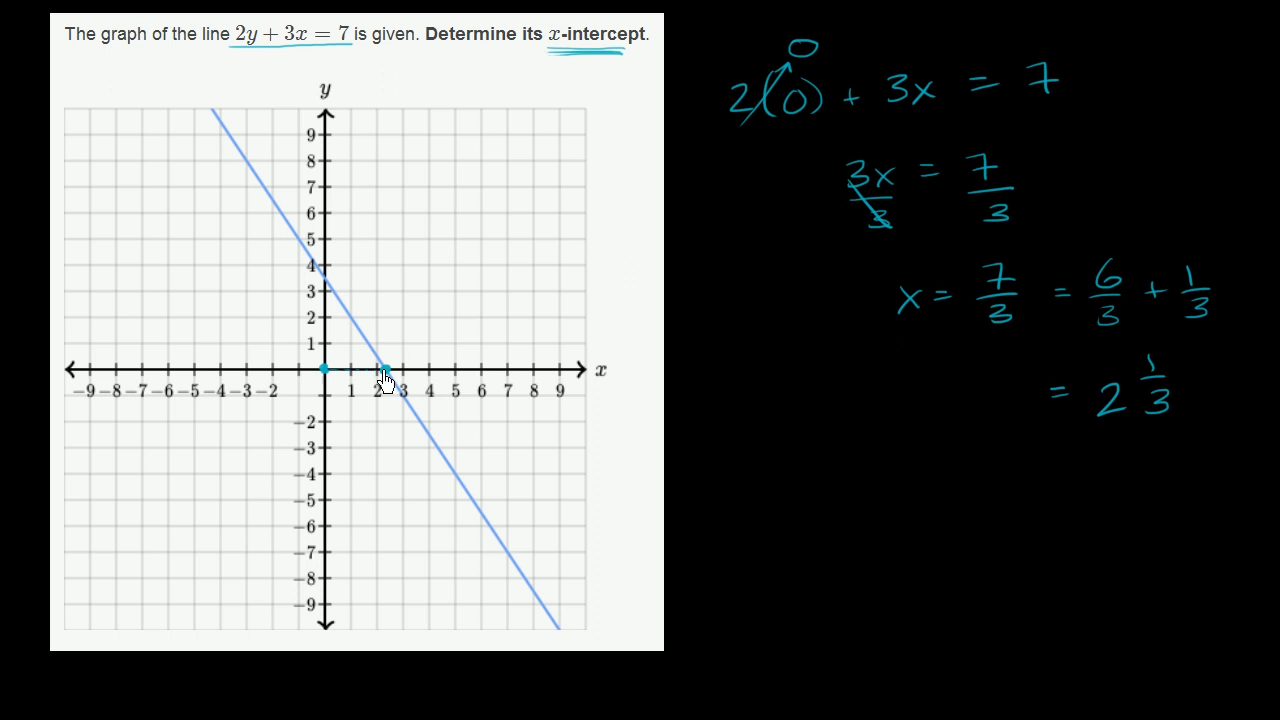 The graph of the line 2y + 3x = 7 is given. Determine its x-intercept.
y
9
8
7
6
5
4
3
2
1
x
−9 −8 −7 −6 −5 −4 −3 −2 1 2 3 4 5 6 7 8 9
−2
−3
−4
−5
−6
−7
−8
−9
0
2(0) + 3x = 7
3x/3 = 7/3
x = 7/3 = 6/3 + 1/3
= 2 1/3